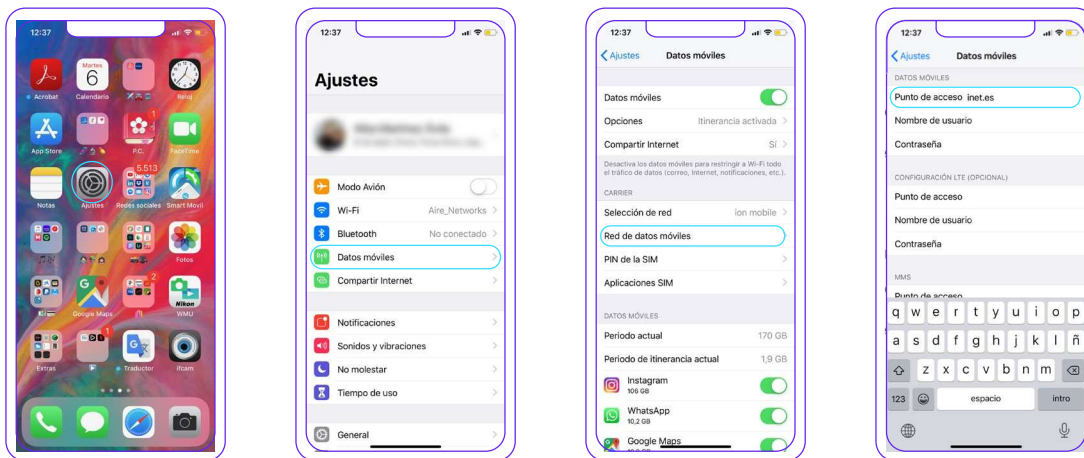 12:37
Martes
6
Acrobat
Calendario
Reloj
1
App Store
P.C.
FaceTime
5.513
Notas
Ajustes
Redes sociales
Smart Movil
Fotos
2
Nikon
Google Maps
WMU
1
Extras
Traductor
ifcam
12:37
Ajustes
Modo Avión
Wi-Fi
Aire_Networks
Bluetooth
No conectado
Datos móviles
Compartir Internet
Notificaciones
Sonidos y vibraciones
No molestar
Tiempo de uso
General
12:37
Ajustes
Datos móviles
Datos móviles
Opciones
Itinerancia activada
Compartir Internet
Sí
Desactiva los datos móviles para restringir a Wi-Fi todo
el tráfico de datos (correo, Internet, notificaciones, etc.).
CARRIER
Selección de red
ion mobile
Red de datos móviles
PIN de la SIM
Aplicaciones SIM
DATOS MÓVILES
Periodo actual
170 GB
Periodo de itinerancia actual
1,9 GB
Instagram
106 GB
WhatsApp
10,2 GB
Google Maps
12:37
Ajustes
Datos móviles
DATOS MÓVILES
Punto de acceso inet.es
Nombre de usuario
Contraseña
CONFIGURACIÓN LTE (OPCIONAL)
Punto de acceso
Nombre de usuario
Contraseña
MMS
Punto de acceso
q w e r t y u i o p
a s d f g h j k l ñ
z x c v b n m
123
espacio
intro